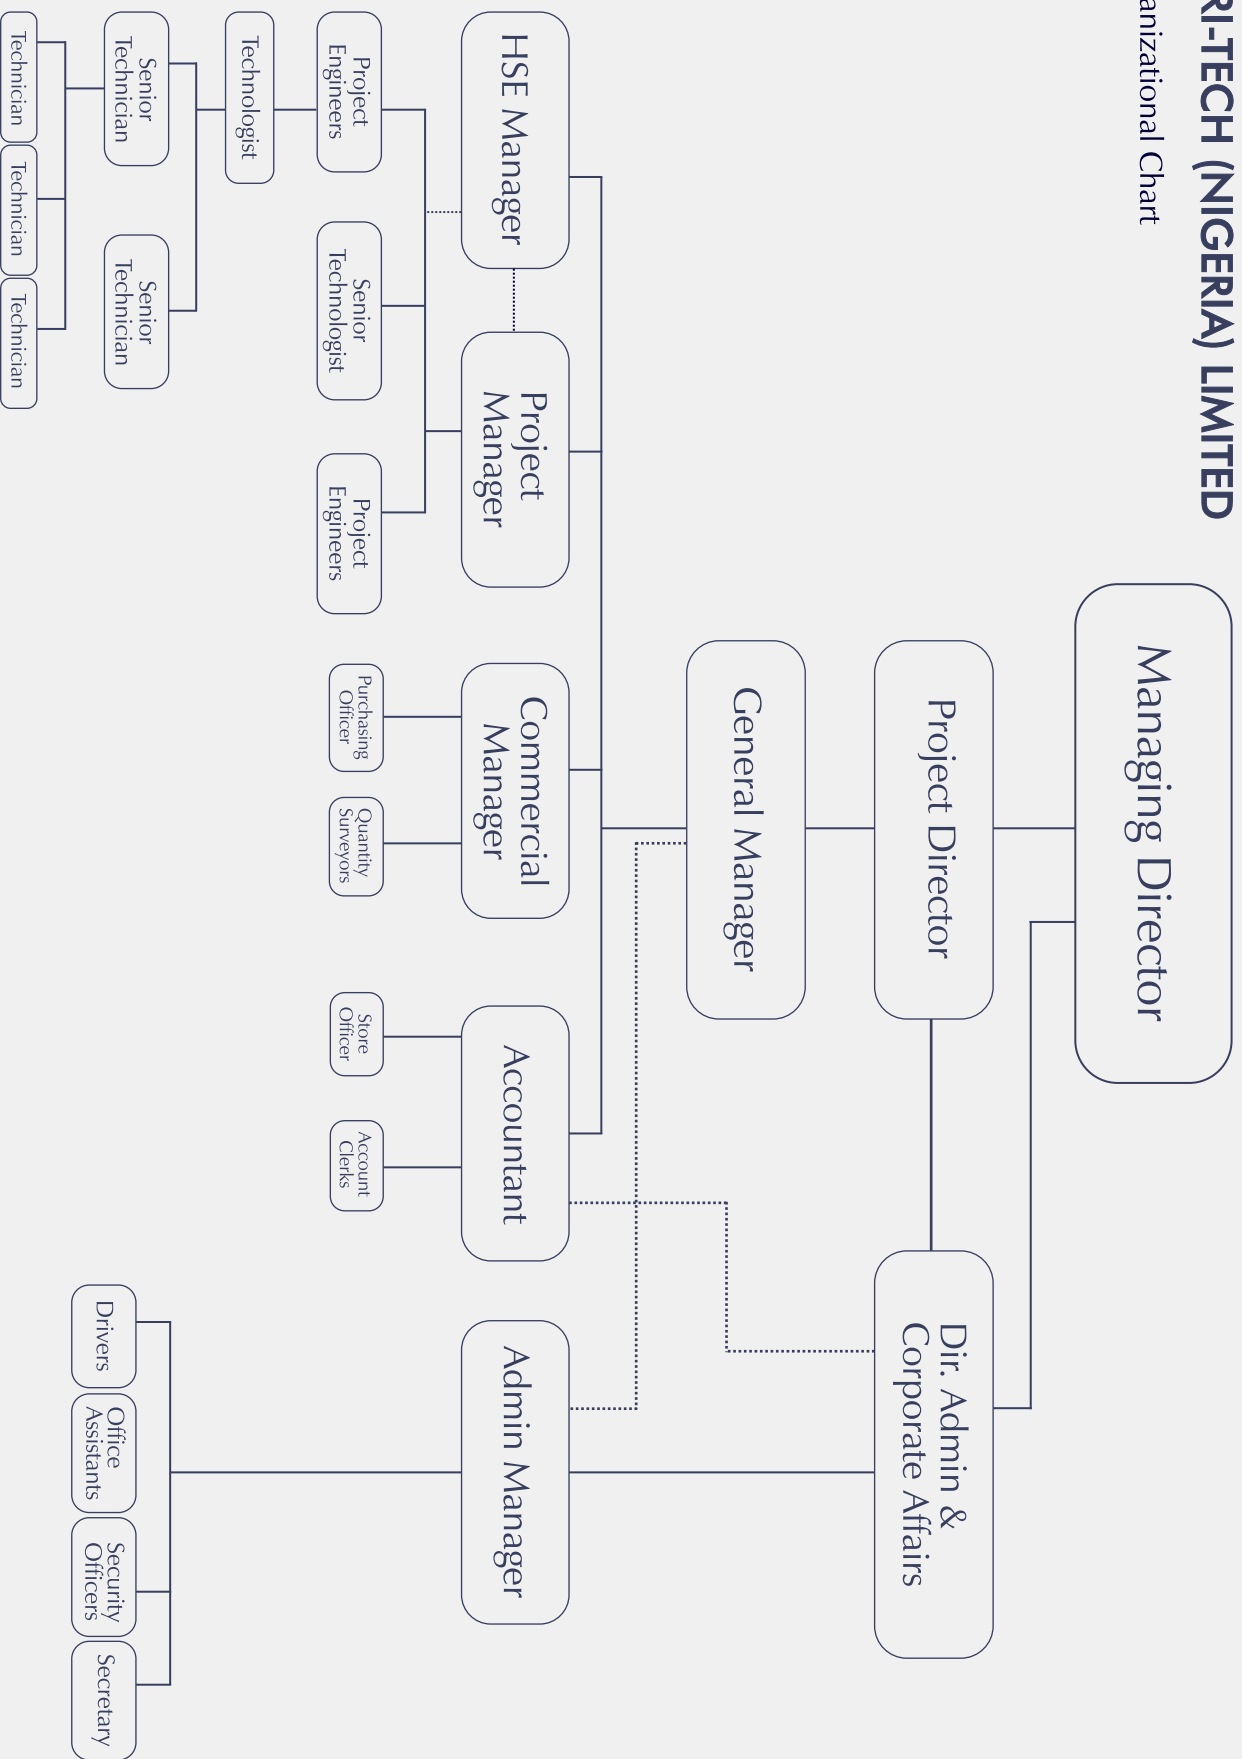 RI-TECH (NIGERIA) LIMITED
anizational Chart
Managing Director
Project Director
Dir. Admin &
Corporate Affairs
General Manager
HSE Manager
Project
Manager
Commercial
Manager
Accountant
Admin Manager
Project
Engineers
Senior
Technologist
Project
Engineers
Purchasing
Officer
Quantity
Surveyors
Store
Officer
Account
Clerks
Technologist
Senior
Technician
Senior
Technician
Drivers
Office
Assistants
Security
Officers
Secretary
Technician
Technician
Technician